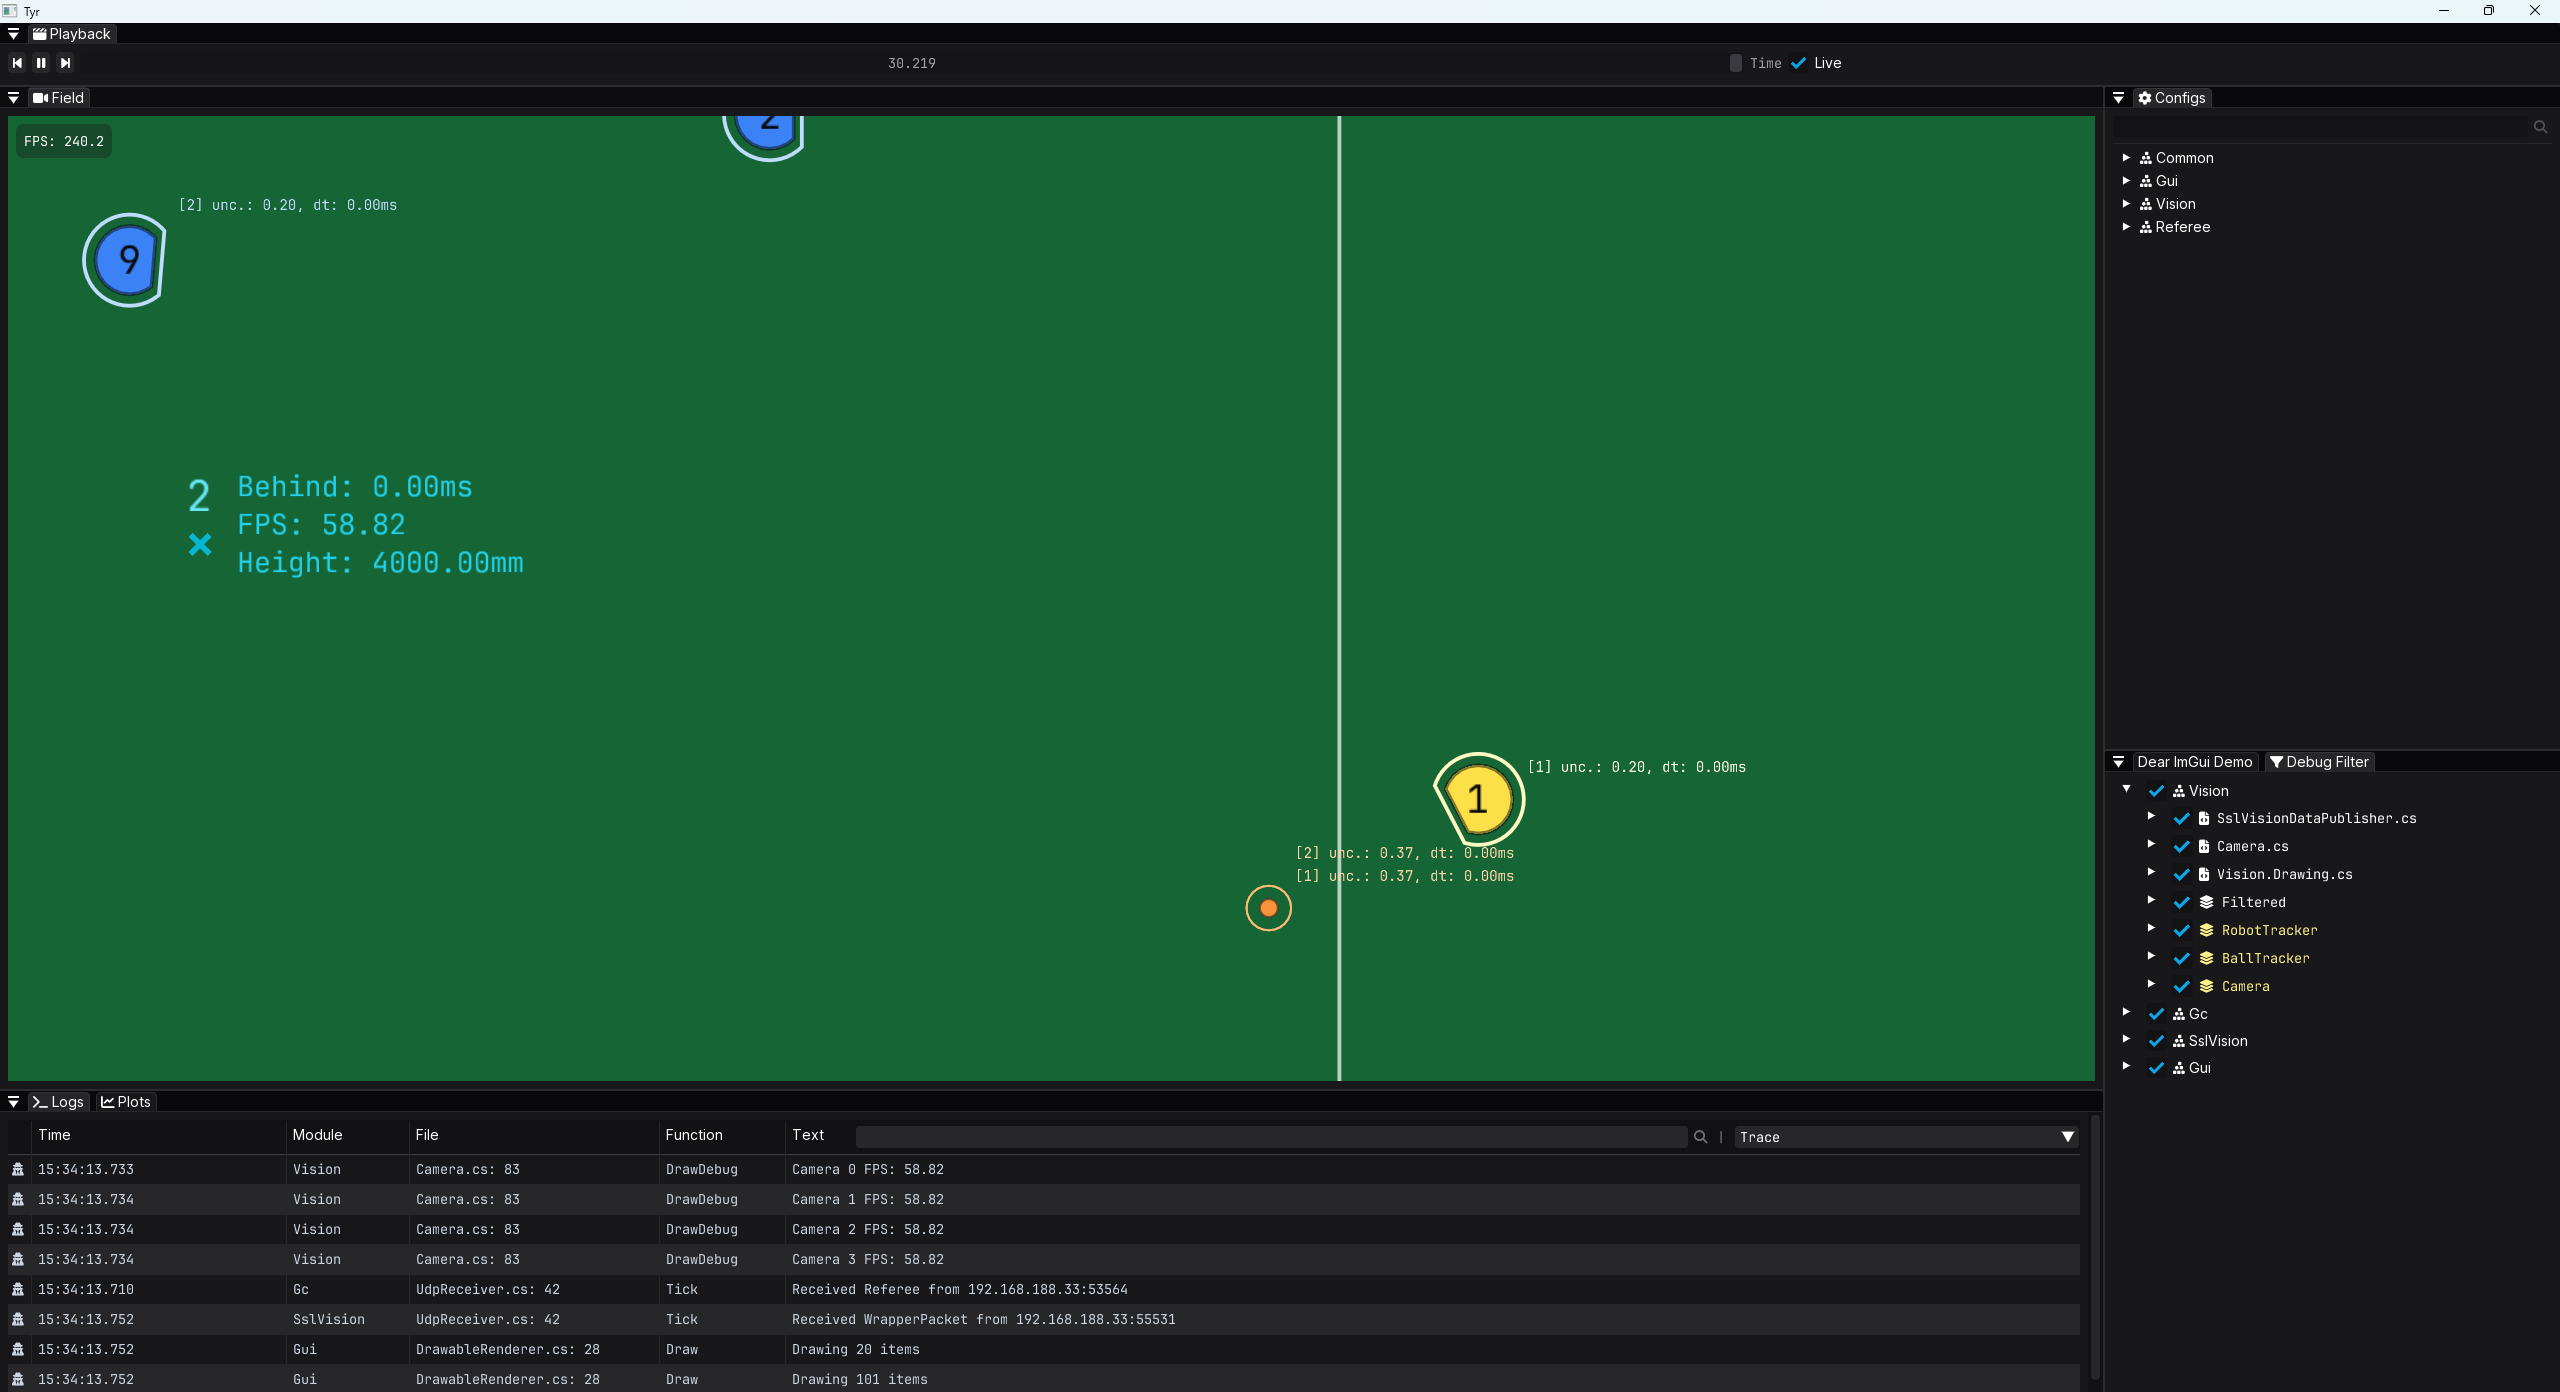 Tyr
Playback
30.219 Time Live
Field
Configs
FPS: 240.2
2
[2] unc.: 0.20, dt: 0.00ms
9
2
Behind: 0.00ms
FPS: 58.82
Height: 4000.00mm
[1] unc.: 0.20, dt: 0.00ms
1
[2] unc.: 0.37, dt: 0.00ms
[1] unc.: 0.37, dt: 0.00ms
Common
Gui
Vision
Referee
Dear ImGui Demo Debug Filter
Vision
SslVisionDataPublisher.cs
Camera.cs
Vision.Drawing.cs
Filtered
RobotTracker
BallTracker
Camera
Gc
SslVision
Gui
Logs Plots
Time Module File Function Text | Trace
15:34:13.733 Vision Camera.cs: 83 DrawDebug Camera 0 FPS: 58.82
15:34:13.734 Vision Camera.cs: 83 DrawDebug Camera 1 FPS: 58.82
15:34:13.734 Vision Camera.cs: 83 DrawDebug Camera 2 FPS: 58.82
15:34:13.734 Vision Camera.cs: 83 DrawDebug Camera 3 FPS: 58.82
15:34:13.710 Gc UdpReceiver.cs: 42 Tick Received Referee from 192.168.188.33:53564
15:34:13.752 SslVision UdpReceiver.cs: 42 Tick Received WrapperPacket from 192.168.188.33:55531
15:34:13.752 Gui DrawableRenderer.cs: 28 Draw Drawing 20 items
15:34:13.752 Gui DrawableRenderer.cs: 28 Draw Drawing 101 items